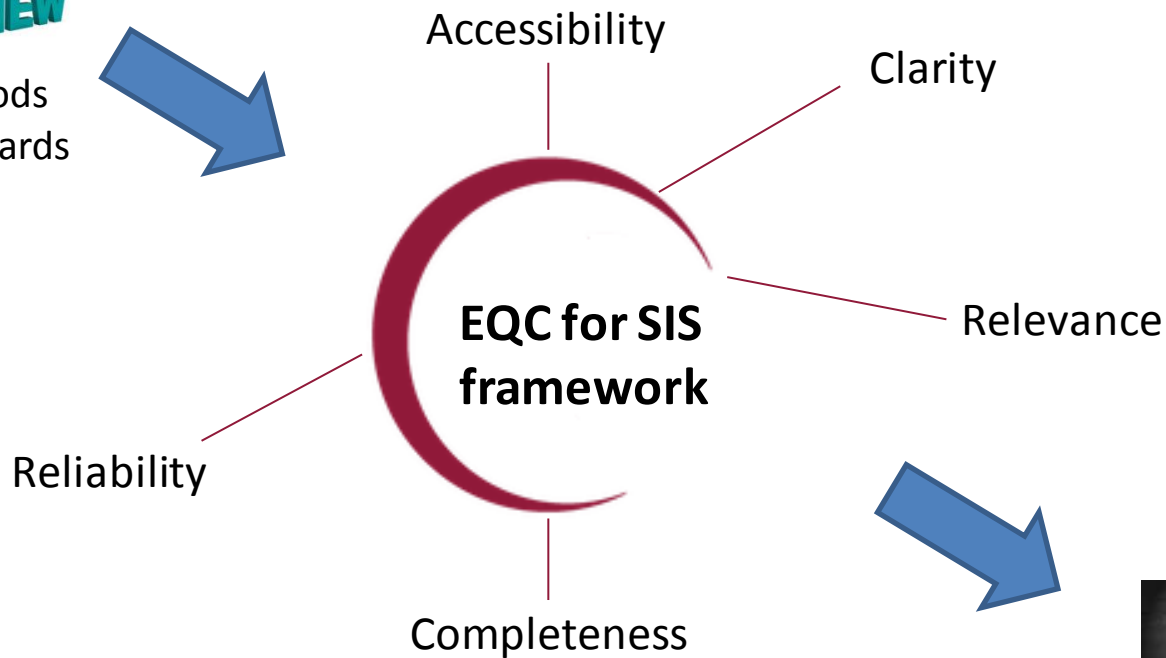 Accessibility
Clarity
EQC for SIS
framework
Relevance
Reliability
Completeness